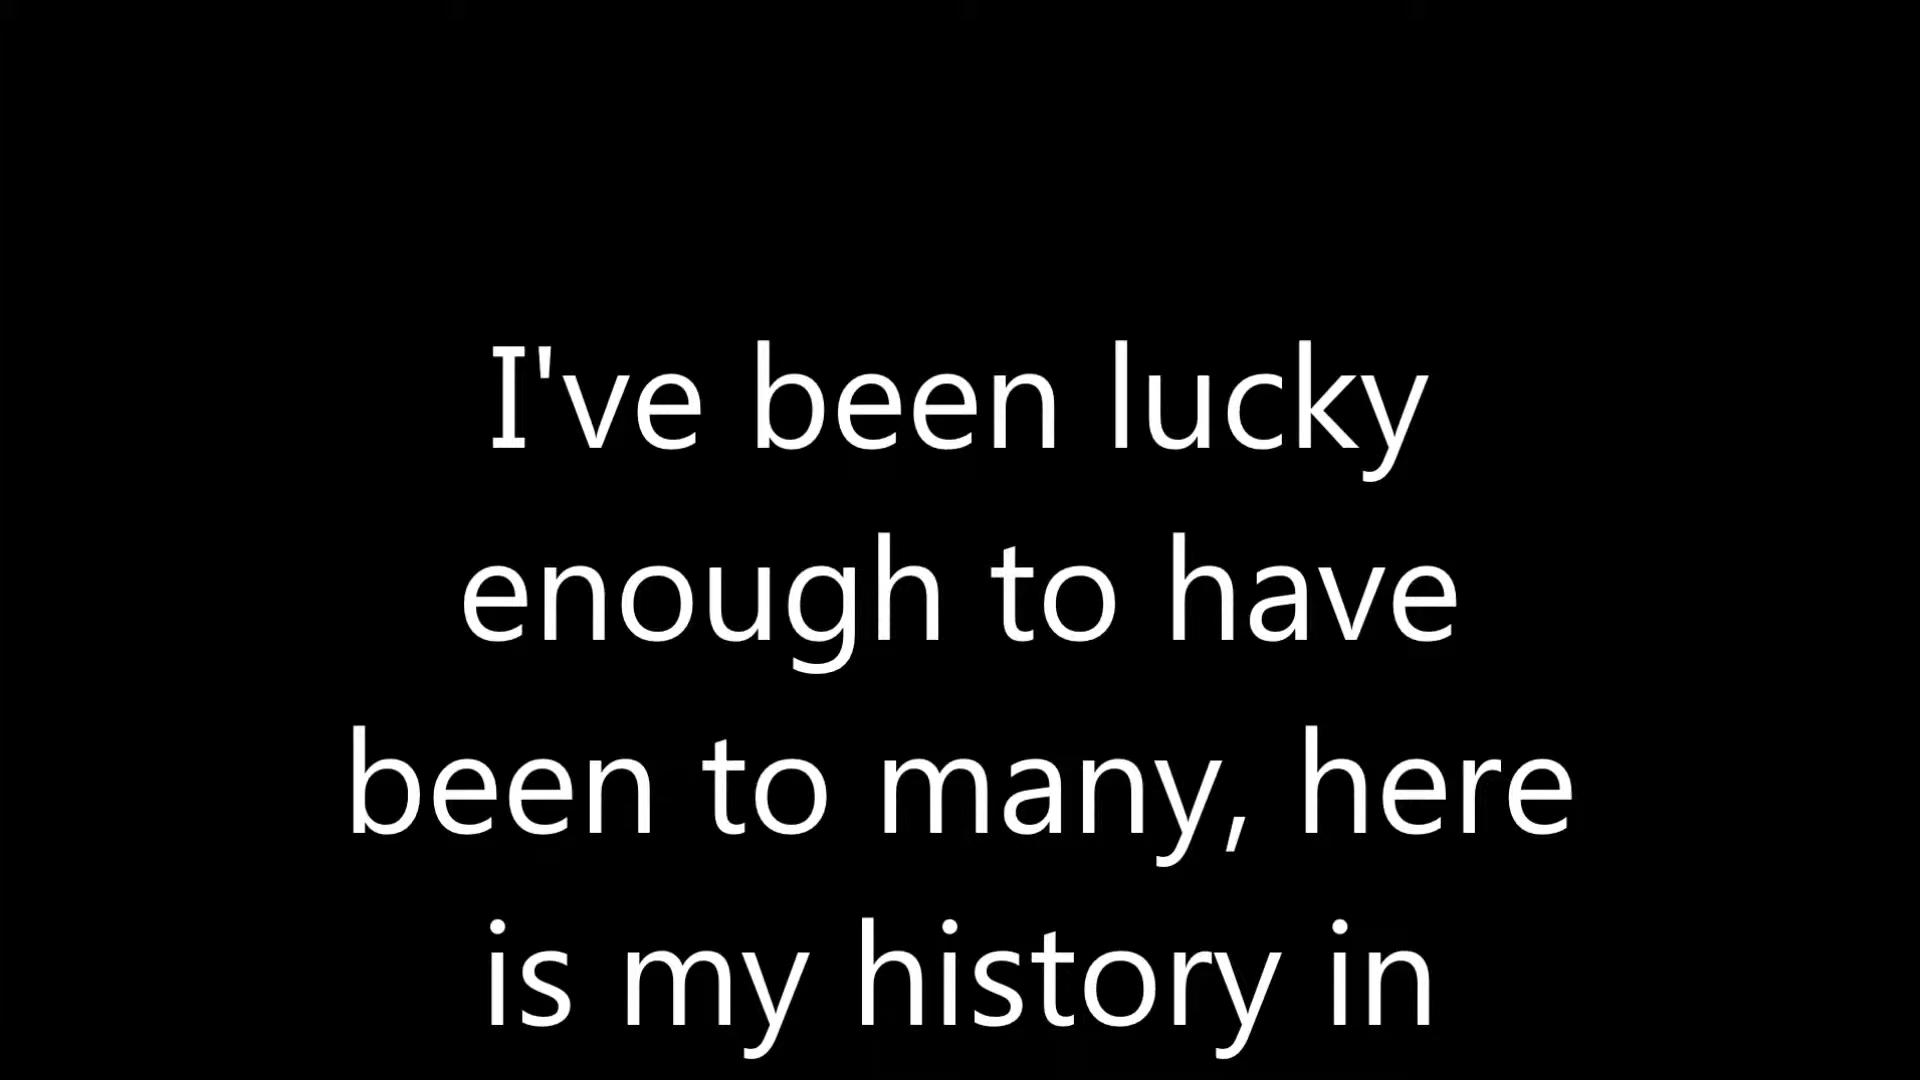 I've been lucky
enough to have
been to many, here
is my history in